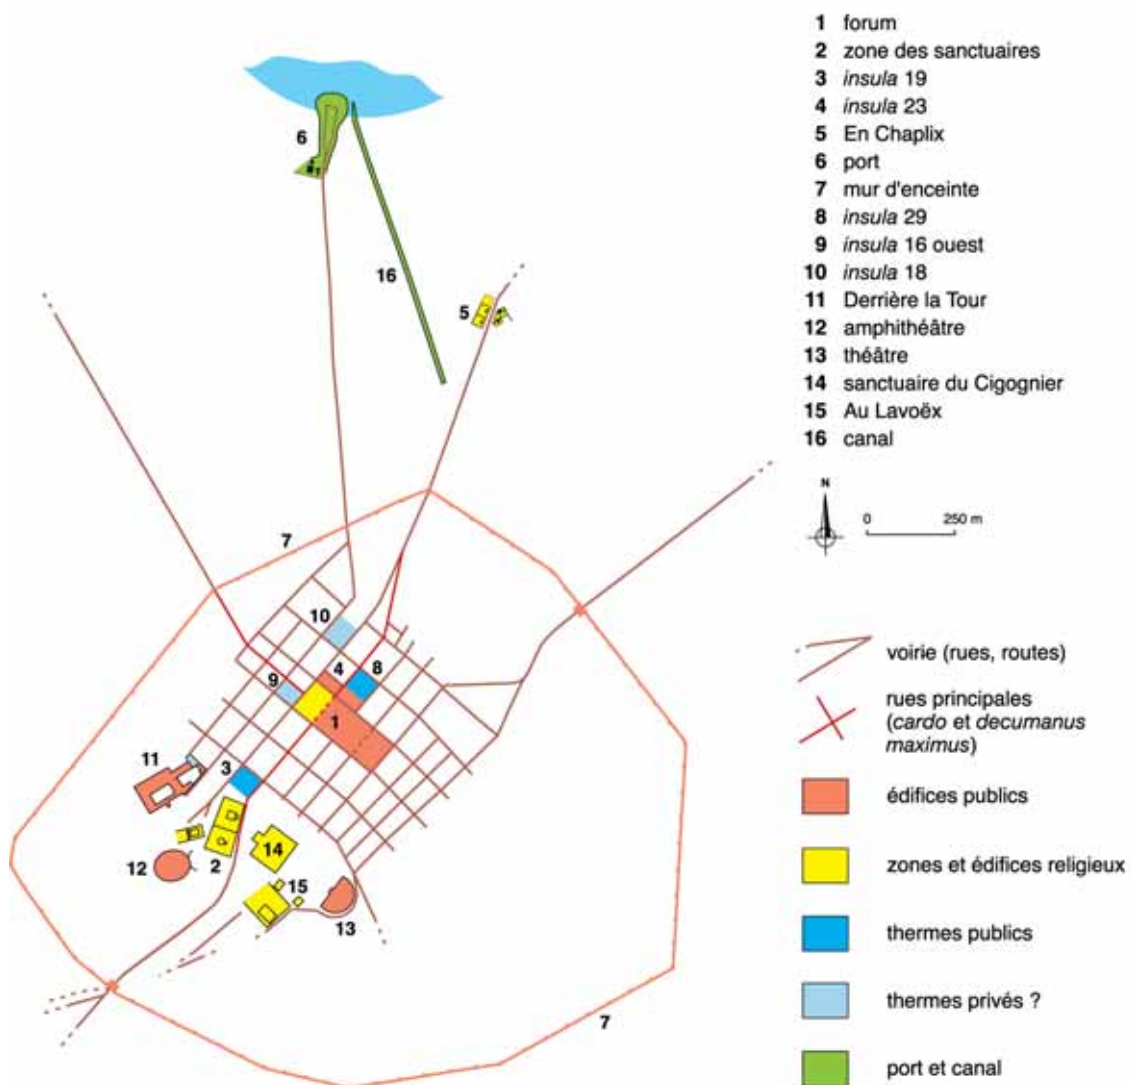 1 forum
2 zone des sanctuaires
3 insula 19
4 insula 23
5 En Chaplix
6 port
7 mur d'enceinte
8 insula 29
9 insula 16 ouest
10 insula 18
11 Derrière la Tour
12 amphithéâtre
13 théâtre
14 sanctuaire du Cigognier
15 Au Lavoëx
16 canal
N
0 250 m
voirie (rues, routes)
rues principales
(cardo et decumanus
maximus)
édifices publics
zones et édifices religieux
thermes publics
thermes privés ?
port et canal
6
16
5
7
10
4
8
9
1
11
3
2
12
14
15
13
7